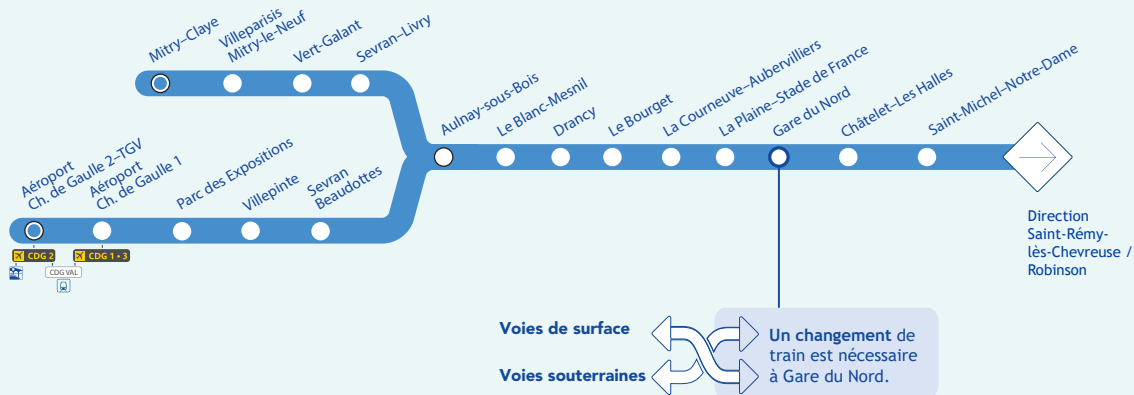 Mitry–Claye
Villeparisis
Mitry-le-Neuf
Vert-Galant
Sevran–Livry
Aéroport
Ch. de Gaulle 2–TGV
Aéroport
Ch. de Gaulle 1
Parc des Expositions
Villepinte
Sevran
Beaudottes
Aulnay-sous-Bois
Le Blanc-Mesnil
Drancy
Le Bourget
La Courneuve–Aubervilliers
La Plaine–Stade de France
Gare du Nord
Châtelet–Les Halles
Saint-Michel–Notre-Dame
CDG 2
CDG 1 • 3
CDG VAL
Direction
Saint-Rémy-
lès-Chevreuse /
Robinson
Voies de surface
Voies souterraines
Un changement de
train est nécessaire
à Gare du Nord.